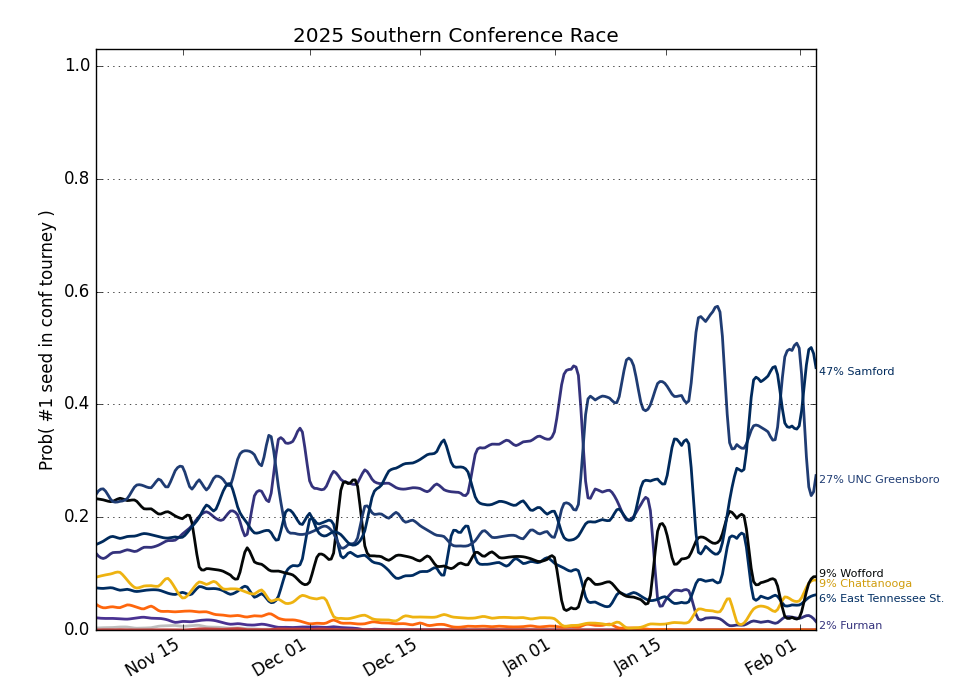 2025 Southern Conference Race
Prob( #1 seed in conf tourney )
1.0
0.8
0.6
0.4
0.2
0.0
47% Samford
27% UNC Greensboro
9% Wofford
9% Chattanooga
6% East Tennessee St.
2% Furman
Nov 15
Dec 01
Dec 15
Jan 01
Jan 15
Feb 01